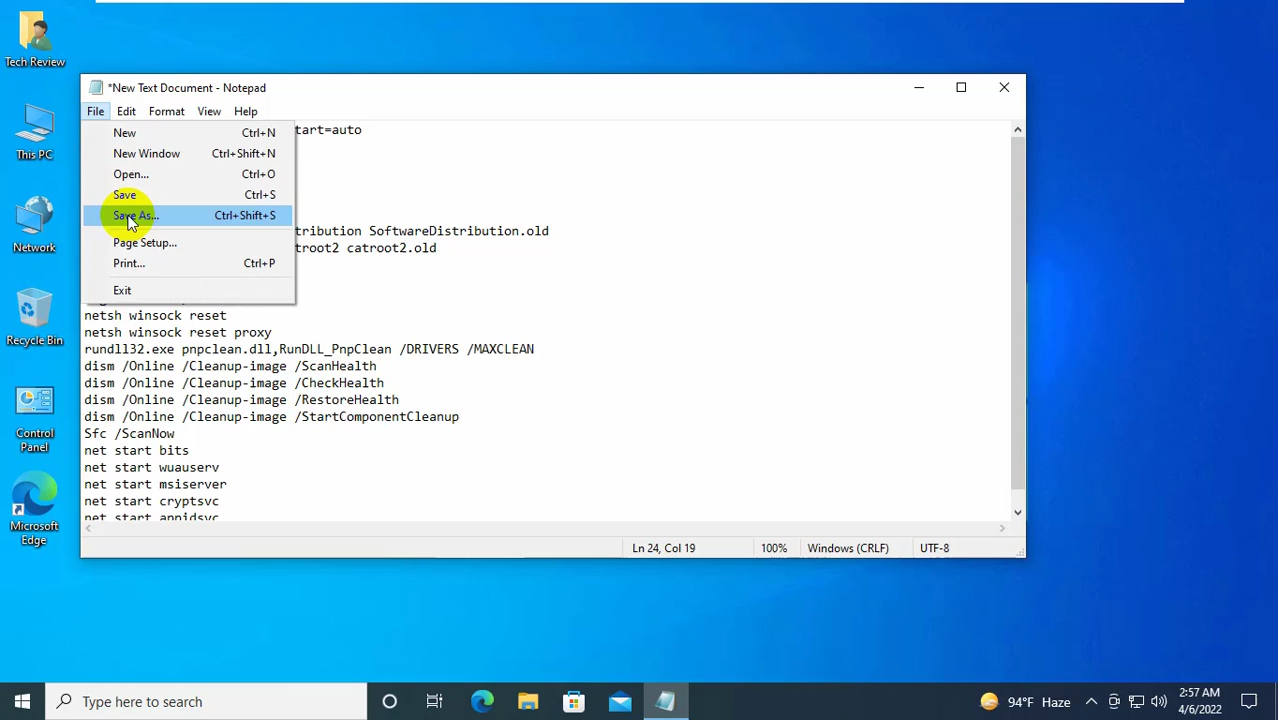 Tech Review
This PC
Network
Recycle Bin
Control
Panel
Microsoft
Edge
*New Text Document - Notepad
File Edit Format View Help
New Ctrl+N
New Window Ctrl+Shift+N
Open... Ctrl+O
Save Ctrl+S
Save As... Ctrl+Shift+S
Page Setup... 
Print... Ctrl+P
Exit
tart=auto
tribution SoftwareDistribution.old
troot2 catroot2.old
netsh winsock reset
netsh winsock reset proxy
rundll32.exe pnpclean.dll,RunDLL_PnpClean /DRIVERS /MAXCLEAN
dism /Online /Cleanup-image /ScanHealth
dism /Online /Cleanup-image /CheckHealth
dism /Online /Cleanup-image /RestoreHealth
dism /Online /Cleanup-image /StartComponentCleanup
Sfc /ScanNow
net start bits
net start wuauserv
net start msiserver
net start cryptsvc
net start appidsvc
Ln 24, Col 19 100% Windows (CRLF) UTF-8
Type here to search
94°F Haze
2:57 AM
4/6/2022